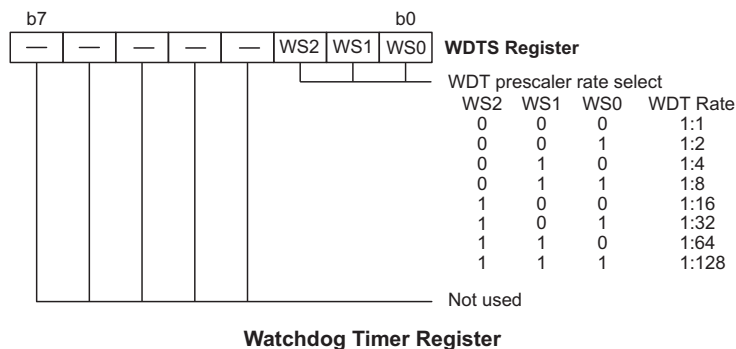 b7 b0
— — — — — WS2 WS1 WS0 WDTS Register
WDT prescaler rate select
WS2 WS1 WS0 WDT Rate
0 0 0 1:1
0 0 1 1:2
0 1 0 1:4
0 1 1 1:8
1 0 0 1:16
1 0 1 1:32
1 1 0 1:64
1 1 1 1:128
Not used
Watchdog Timer Register